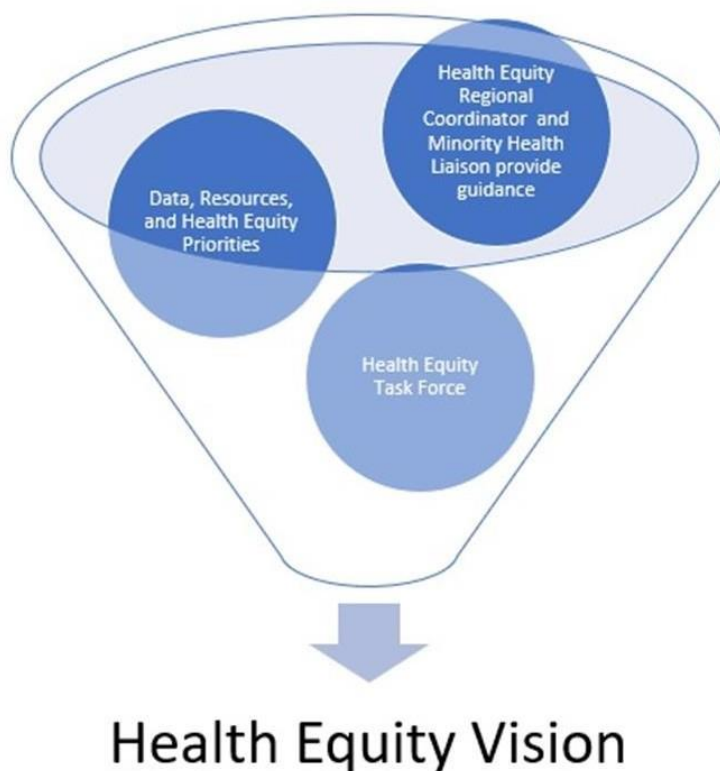 Health Equity
Regional
Coordinator and
Minority Health
Liaison provide
guidance
Data, Resources,
and Health Equity
Priorities
Health Equity
Task Force
Health Equity Vision